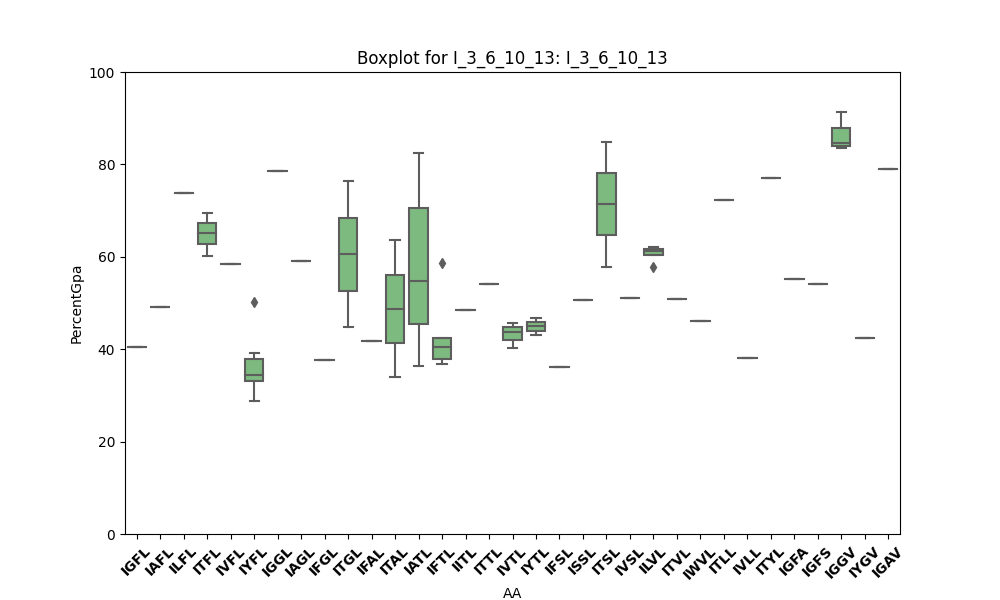 Boxplot for I_3_6_10_13: I_3_6_10_13
PercentGpa
100
80
60
40
20
0
IGFL IAFL ILFL ITFL IVFL IYFL IGGL IAGL IFGL ITGL IFAL ITAL IATL IFTL IITL ITTL IVTL IYTL IFSL ISSL ITSL IVSL ILVL ITVL IWVL ITLL IVLL ITYL IGFA IGFS IGGV IYGV IGAV
AA